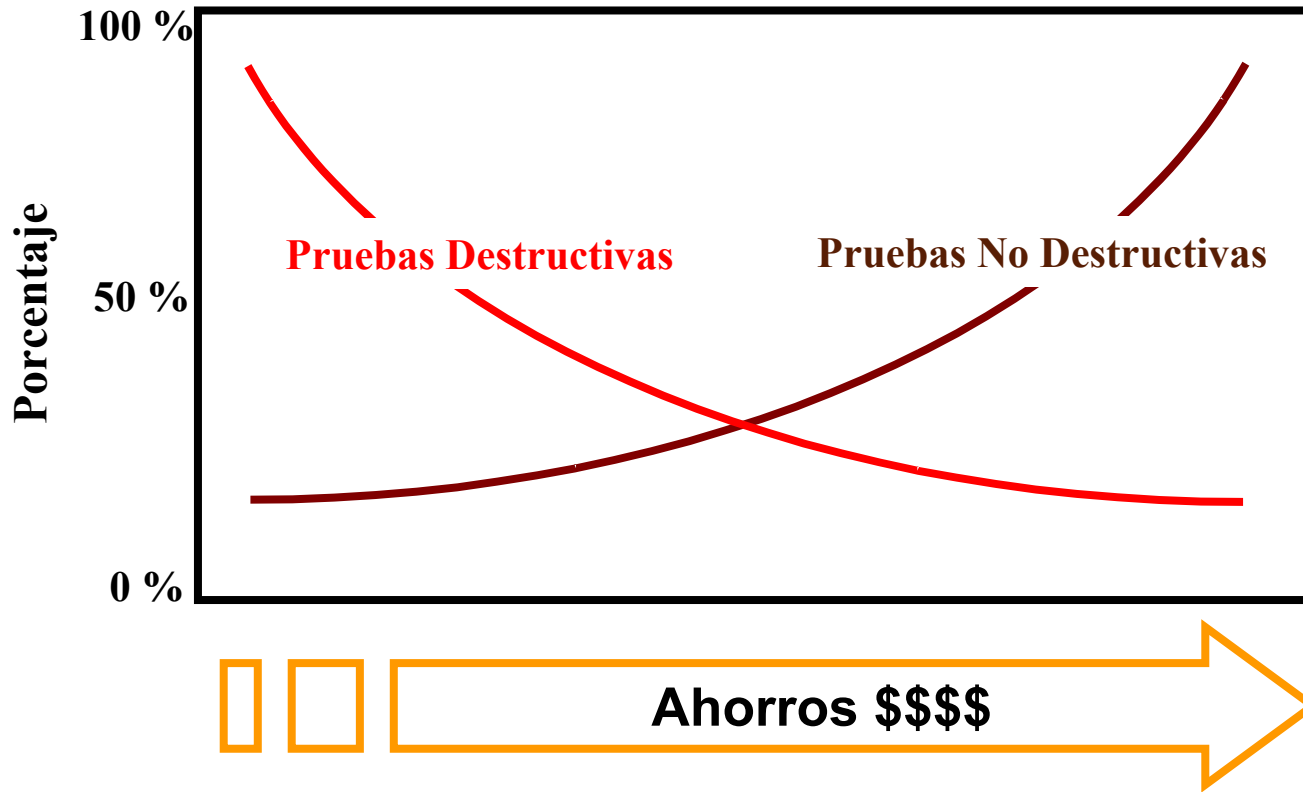 100 %
Pruebas Destructivas
Pruebas No Destructivas
50 %
Porcentaje
0 %
Ahorros $$$$